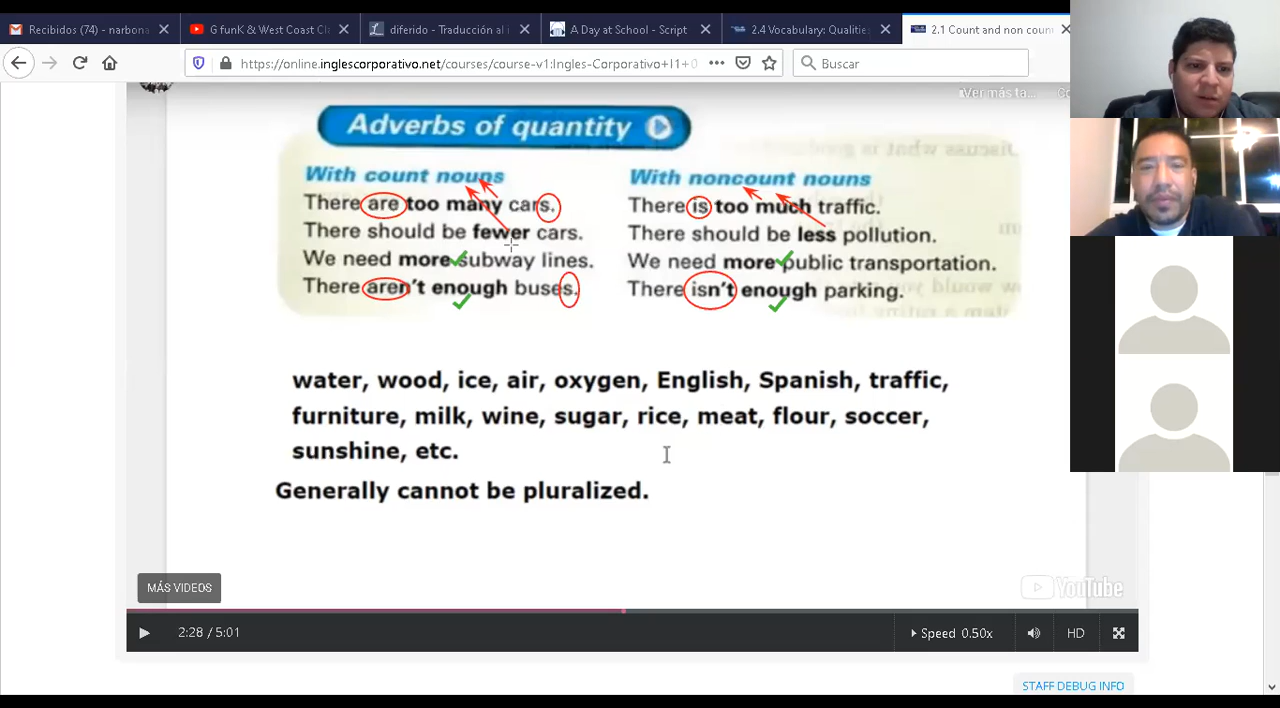 Recibidos (74) - narbona
G funK & West Coast Cla
diferido - Traducción al i
A Day at School - Script
2.4 Vocabulary: Qualities
2.1 Count and non coun
https://online.inglescorporativo.net/courses/course-v1:Ingles-Corporativo+I1+0
Buscar
Ver más ta...
Adverbs of quantity
With count nouns
There are too many cars.
There should be fewer cars.
We need more subway lines.
There aren't enough buses.
With noncount nouns
There is too much traffic.
There should be less pollution.
We need more public transportation.
There isn't enough parking.
water, wood, ice, air, oxygen, English, Spanish, traffic,
furniture, milk, wine, sugar, rice, meat, flour, soccer,
sunshine, etc.
Generally cannot be pluralized.
MÁS VIDEOS
YouTube
2:28 / 5:01
Speed 0.50x
HD
STAFF DEBUG INFO